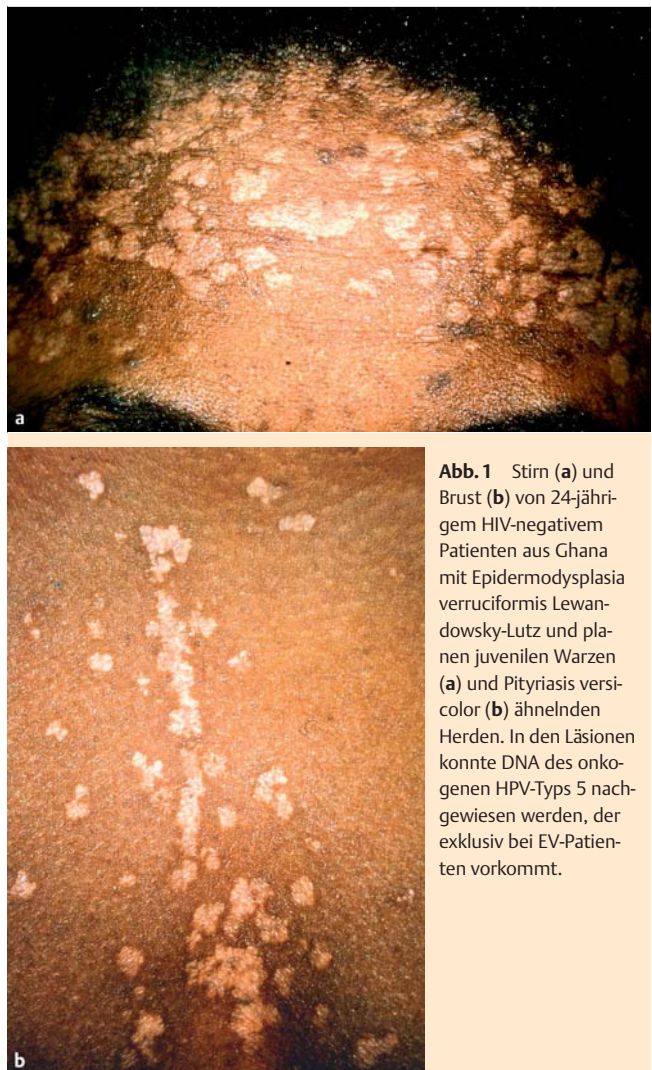 a
Abb. 1 Stirn (a) und
Brust (b) von 24-jähri-
gem HIV-negativem
Patienten aus Ghana
mit Epidermodysplasia
verruciformis Lewan-
dowsky-Lutz und pla-
nen juvenilen Warzen
(a) und Pityriasis versi-
color (b) ähnelnden
Herden. In den Läsionen
konnte DNA des onko-
genen HPV-Typs 5 nach-
gewiesen werden, der
exklusiv bei EV-Patien-
ten vorkommt.
b